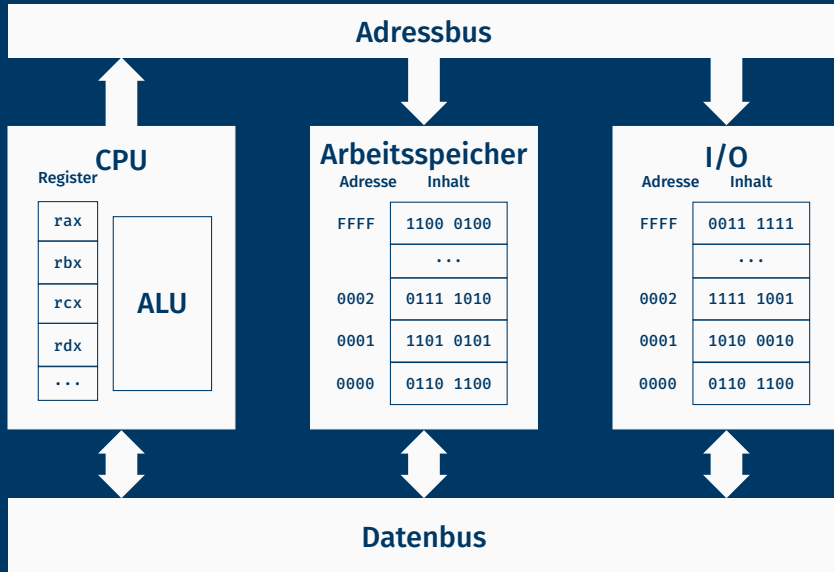 Adressbus
CPU
Register
rax
rbx
rcx
rdx
...
ALU
Arbeitsspeicher
Adresse Inhalt
FFFF 1100 0100
...
0002 0111 1010
0001 1101 0101
0000 0110 1100
I/O
Adresse Inhalt
FFFF 0011 1111
...
0002 1111 1001
0001 1010 0010
0000 0110 1100
Datenbus